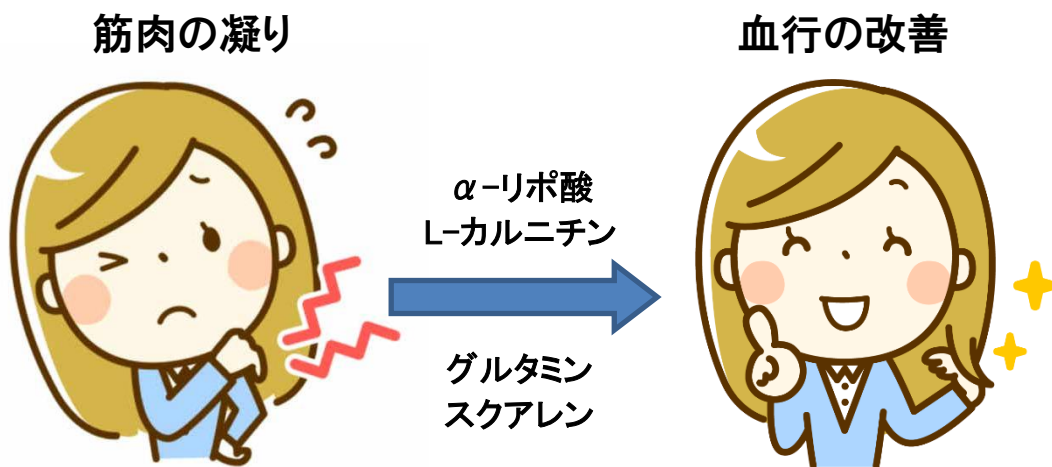 筋肉の凝り
血行の改善
α-リポ酸
L-カルニチン
グルタミン
スクアレン